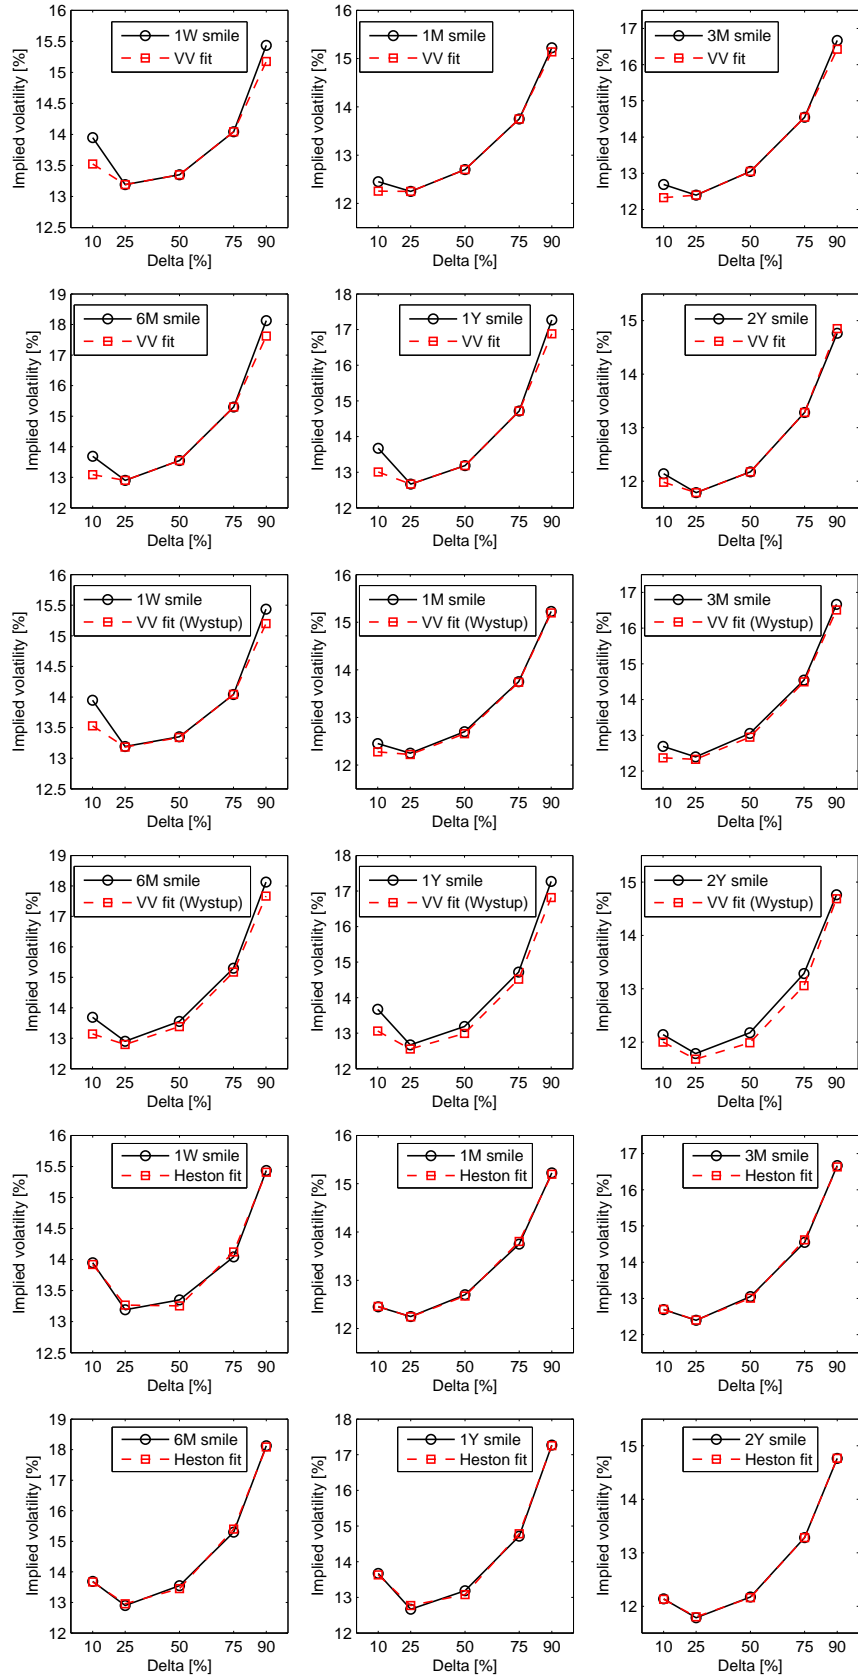 16
15.5
15
14.5
14
13.5
13
12.5
Implied volatility [%]
1W smile
VV fit
10 25 50 75 90
Delta [%]
16
15
14
13
12
Implied volatility [%]
1M smile
VV fit
10 25 50 75 90
Delta [%]
17
16
15
14
13
12
Implied volatility [%]
3M smile
VV fit
10 25 50 75 90
Delta [%]
19
18
17
16
15
14
13
12
Implied volatility [%]
6M smile
VV fit
10 25 50 75 90
Delta [%]
18
17
16
15
14
13
12
Implied volatility [%]
1Y smile
VV fit
10 25 50 75 90
Delta [%]
15
14
13
12
Implied volatility [%]
2Y smile
VV fit
10 25 50 75 90
Delta [%]
16
15.5
15
14.5
14
13.5
13
12.5
Implied volatility [%]
1W smile
VV fit (Wystup)
10 25 50 75 90
Delta [%]
16
15
14
13
12
Implied volatility [%]
1M smile
VV fit (Wystup)
10 25 50 75 90
Delta [%]
17
16
15
14
13
12
Implied volatility [%]
3M smile
VV fit (Wystup)
10 25 50 75 90
Delta [%]
19
18
17
16
15
14
13
12
Implied volatility [%]
6M smile
VV fit (Wystup)
10 25 50 75 90
Delta [%]
18
17
16
15
14
13
12
Implied volatility [%]
1Y smile
VV fit (Wystup)
10 25 50 75 90
Delta [%]
15
14
13
12
Implied volatility [%]
2Y smile
VV fit (Wystup)
10 25 50 75 90
Delta [%]
16
15.5
15
14.5
14
13.5
13
12.5
Implied volatility [%]
1W smile
Heston fit
10 25 50 75 90
Delta [%]
16
15
14
13
12
Implied volatility [%]
1M smile
Heston fit
10 25 50 75 90
Delta [%]
17
16
15
14
13
12
Implied volatility [%]
3M smile
Heston fit
10 25 50 75 90
Delta [%]
19
18
17
16
15
14
13
12
Implied volatility [%]
6M smile
Heston fit
10 25 50 75 90
Delta [%]
18
17
16
15
14
13
12
Implied volatility [%]
1Y smile
Heston fit
10 25 50 75 90
Delta [%]
15
14
13
12
Implied volatility [%]
2Y smile
Heston fit
10 25 50 75 90
Delta [%]